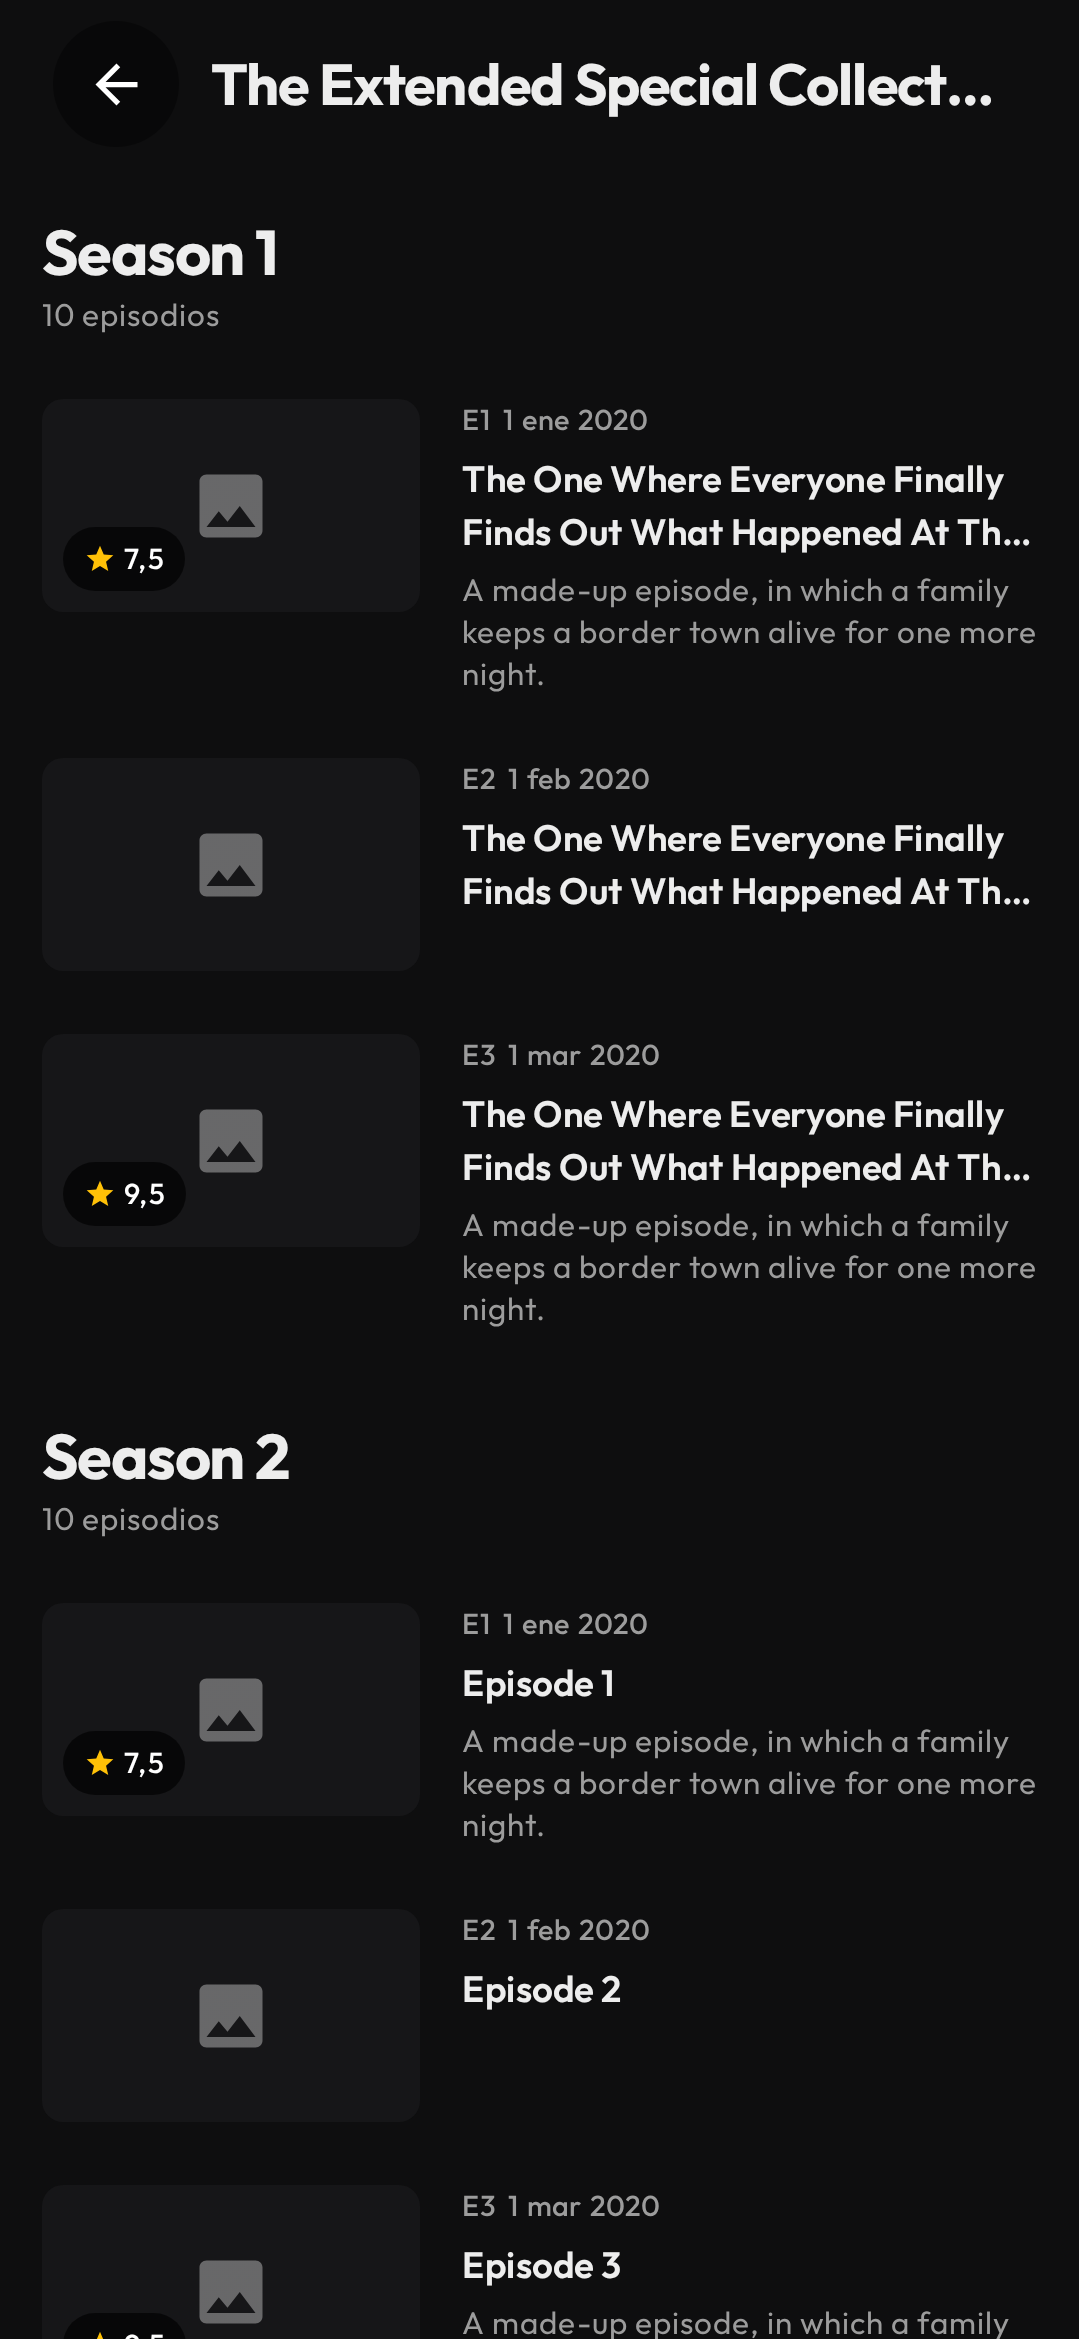 The Extended Special Collect...
Season 1
10 episodios
E1 1 ene 2020
The One Where Everyone Finally
Finds Out What Happened At Th...
7,5
A made-up episode, in which a family
keeps a border town alive for one more
night.
E2 1 feb 2020
The One Where Everyone Finally
Finds Out What Happened At Th...
E3 1 mar 2020
The One Where Everyone Finally
Finds Out What Happened At Th...
9,5
A made-up episode, in which a family
keeps a border town alive for one more
night.
Season 2
10 episodios
E1 1 ene 2020
Episode 1
7,5
A made-up episode, in which a family
keeps a border town alive for one more
night.
E2 1 feb 2020
Episode 2
E3 1 mar 2020
Episode 3
A made-up episode, in which a family